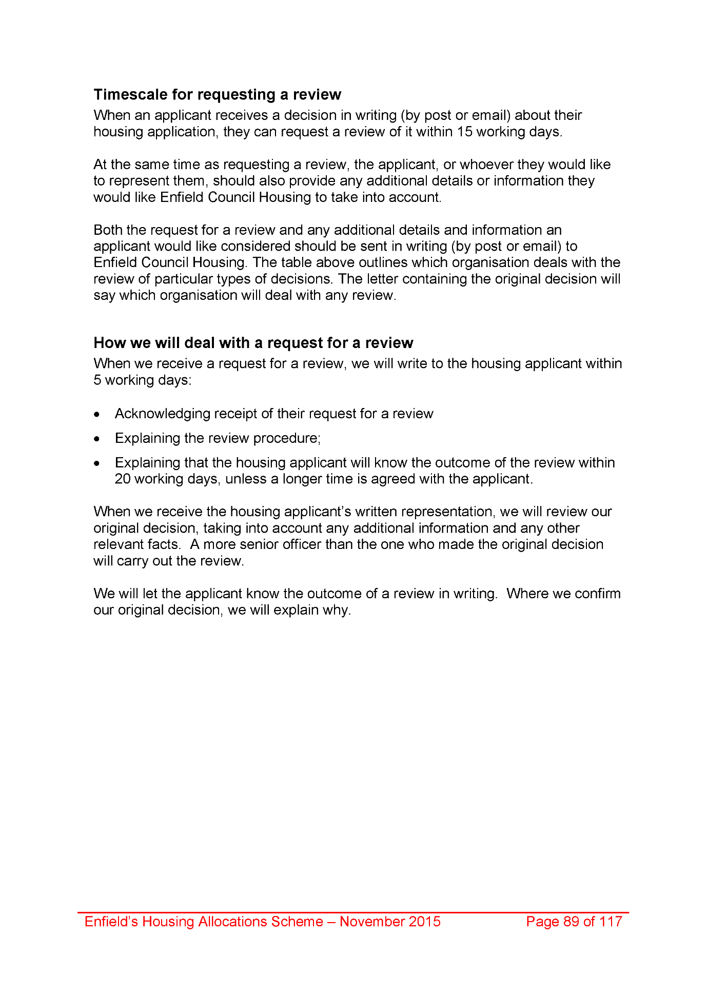 Timescale for requesting a review
When an applicant receives a decision in writing (by post or email) about their
housing application, they can request a review of it within 15 working days.
At the same time as requesting a review, the applicant, or whoever they would like
to represent them, should also provide any additional details or information they
would like Enfield Council Housing to take into account.
Both the request for a review and any additional details and information an
applicant would like considered should be sent in writing (by post or email) to
Enfield Council Housing. The table above outlines which organisation deals with the
review of particular types of decisions. The letter containing the original decision will
say which organisation will deal with any review.
How we will deal with a request for a review
When we receive a request for a review, we will write to the housing applicant within
5 working days:
• Acknowledging receipt of their request for a review
• Explaining the review procedure;
• Explaining that the housing applicant will know the outcome of the review within
20 working days, unless a longer time is agreed with the applicant.
When we receive the housing applicant’s written representation, we will review our
original decision, taking into account any additional information and any other
relevant facts.  A more senior officer than the one who made the original decision
will carry out the review.
We will let the applicant know the outcome of a review in writing.  Where we confirm
our original decision, we will explain why.
Enfield’s Housing Allocations Scheme – November 2015 Page 89 of 117